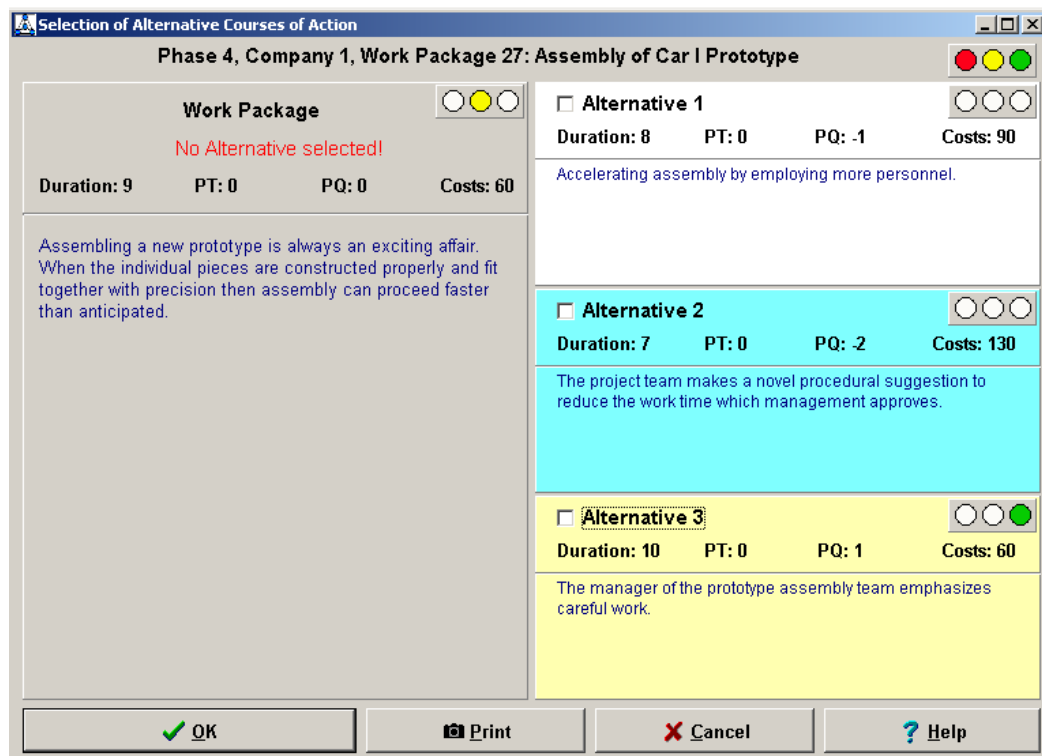 Selection of Alternative Courses of Action
Phase 4, Company 1, Work Package 27: Assembly of Car I Prototype
Work Package
No Alternative selected!
Duration: 9 PT: 0 PQ: 0 Costs: 60
Assembling a new prototype is always an exciting affair.
When the individual pieces are constructed properly and fit
together with precision then assembly can proceed faster
than anticipated.
Alternative 1
Duration: 8 PT: 0 PQ: -1 Costs: 90
Accelerating assembly by employing more personnel.
Alternative 2
Duration: 7 PT: 0 PQ: -2 Costs: 130
The project team makes a novel procedural suggestion to
reduce the work time which management approves.
Alternative 3
Duration: 10 PT: 0 PQ: 1 Costs: 60
The manager of the prototype assembly team emphasizes
careful work.
OK Print Cancel Help